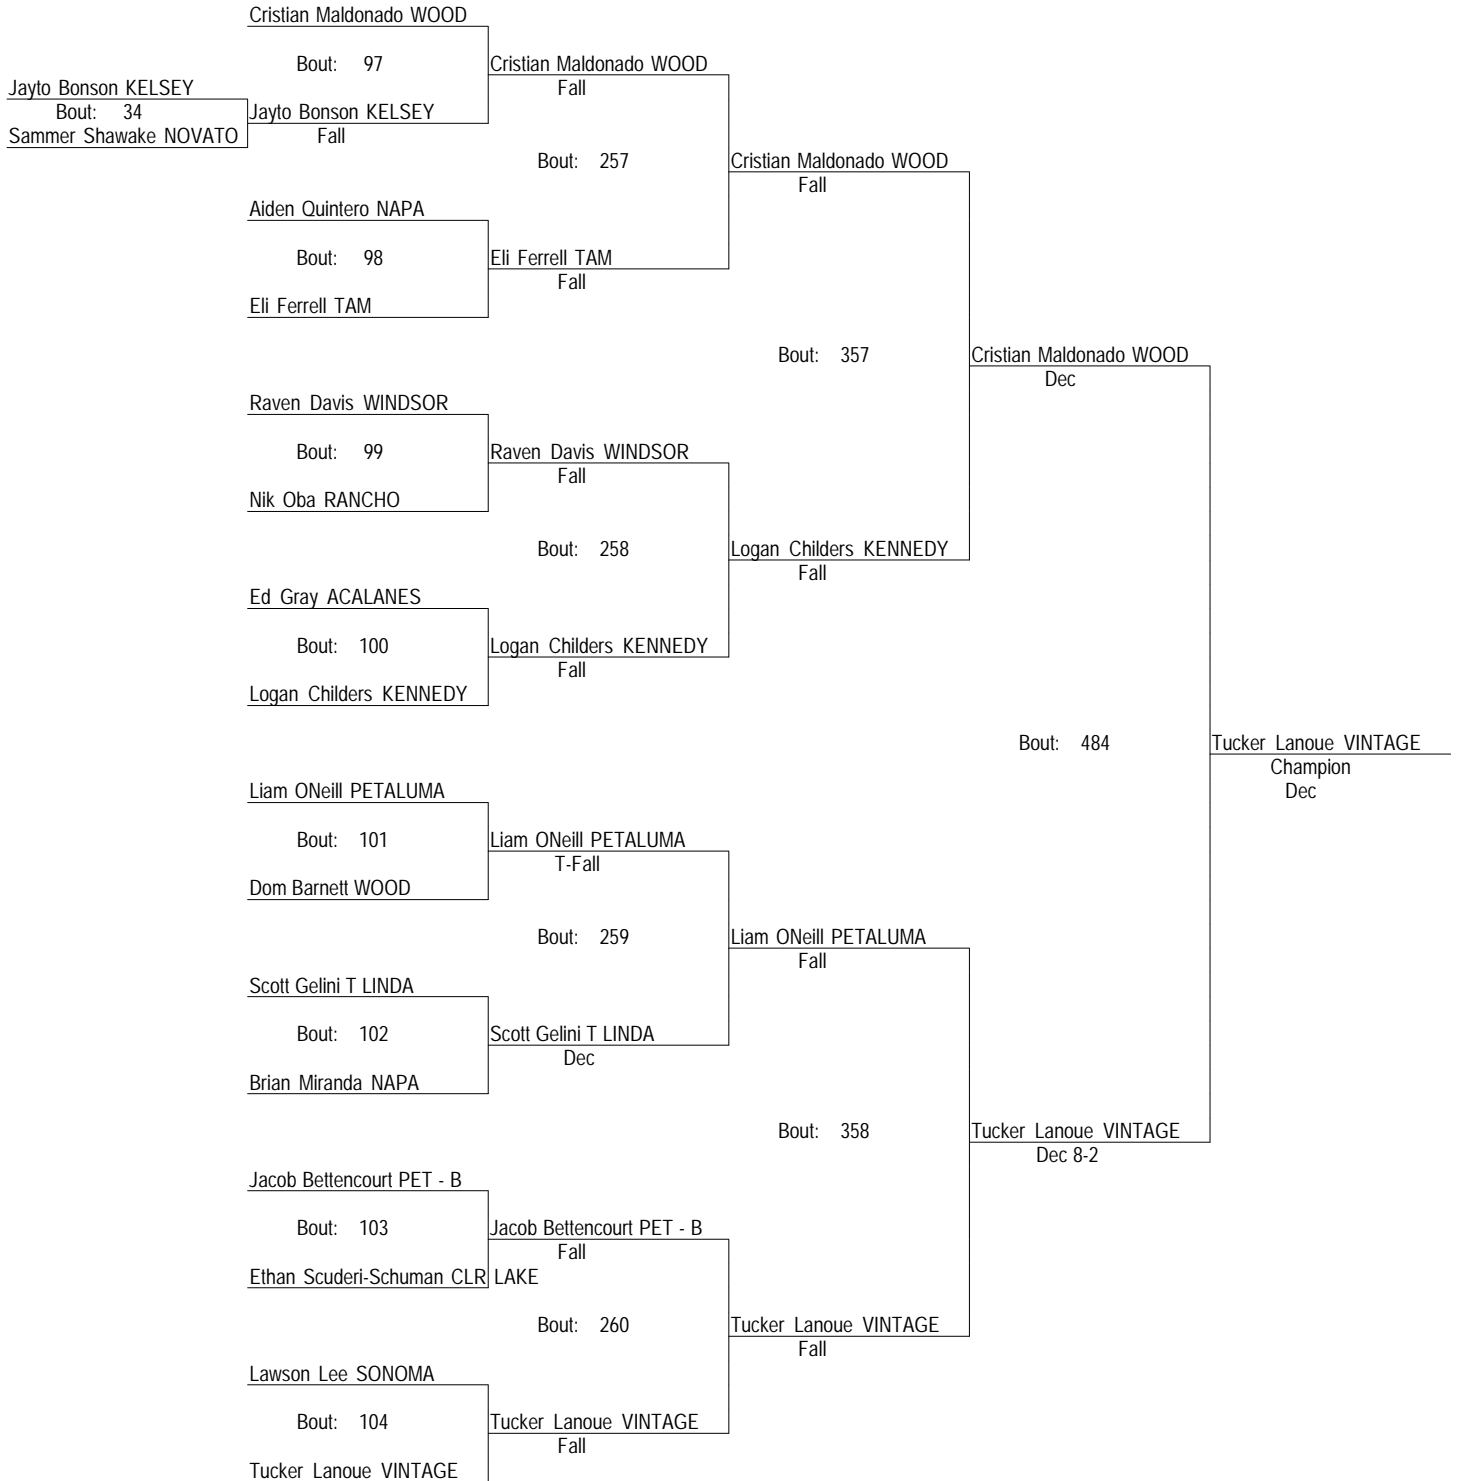 Cristian Maldonado WOOD
Bout: 97
Cristian Maldonado WOOD
Fall
Jayto Bonson KELSEY
Bout: 34
Jayto Bonson KELSEY
Sammer Shawake NOVATO
Fall
Bout: 257
Cristian Maldonado WOOD
Fall
Aiden Quintero NAPA
Bout: 98
Eli Ferrell TAM
Fall
Eli Ferrell TAM
Bout: 357
Cristian Maldonado WOOD
Dec
Raven Davis WINDSOR
Bout: 99
Raven Davis WINDSOR
Fall
Nik Oba RANCHO
Bout: 258
Logan Childers KENNEDY
Fall
Ed Gray ACALANES
Bout: 100
Logan Childers KENNEDY
Fall
Logan Childers KENNEDY
Bout: 484
Tucker Lanoue VINTAGE
Champion
Dec
Liam ONeill PETALUMA
Bout: 101
Liam ONeill PETALUMA
T-Fall
Dom Barnett WOOD
Bout: 259
Liam ONeill PETALUMA
Fall
Scott Gelini T LINDA
Bout: 102
Scott Gelini T LINDA
Dec
Brian Miranda NAPA
Bout: 358
Tucker Lanoue VINTAGE
Dec 8-2
Jacob Bettencourt PET - B
Bout: 103
Jacob Bettencourt PET - B
Fall
Ethan Scuderi-Schuman CLR LAKE
Bout: 260
Tucker Lanoue VINTAGE
Fall
Lawson Lee SONOMA
Bout: 104
Tucker Lanoue VINTAGE
Fall
Tucker Lanoue VINTAGE